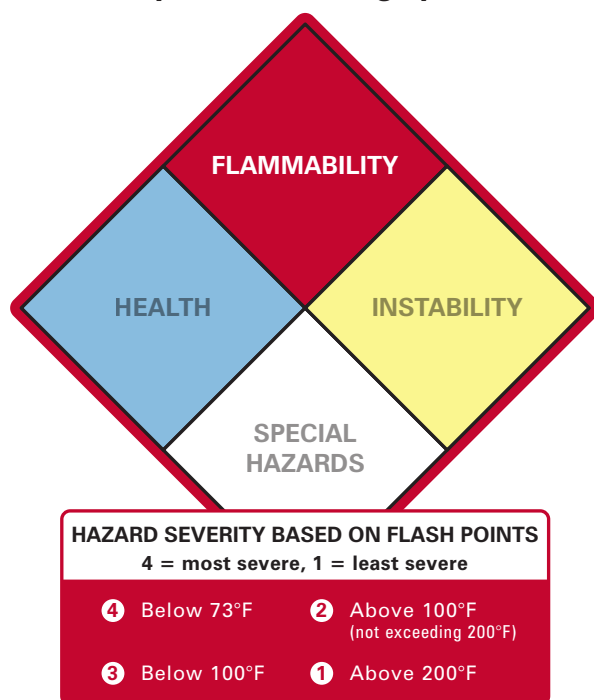 FLAMMABILITY
HEALTH
INSTABILITY
SPECIAL
HAZARDS
HAZARD SEVERITY BASED ON FLASH POINTS
4 = most severe, 1 = least severe
4 Below 73°F
2 Above 100°F
(not exceeding 200°F)
3 Below 100°F
1 Above 200°F